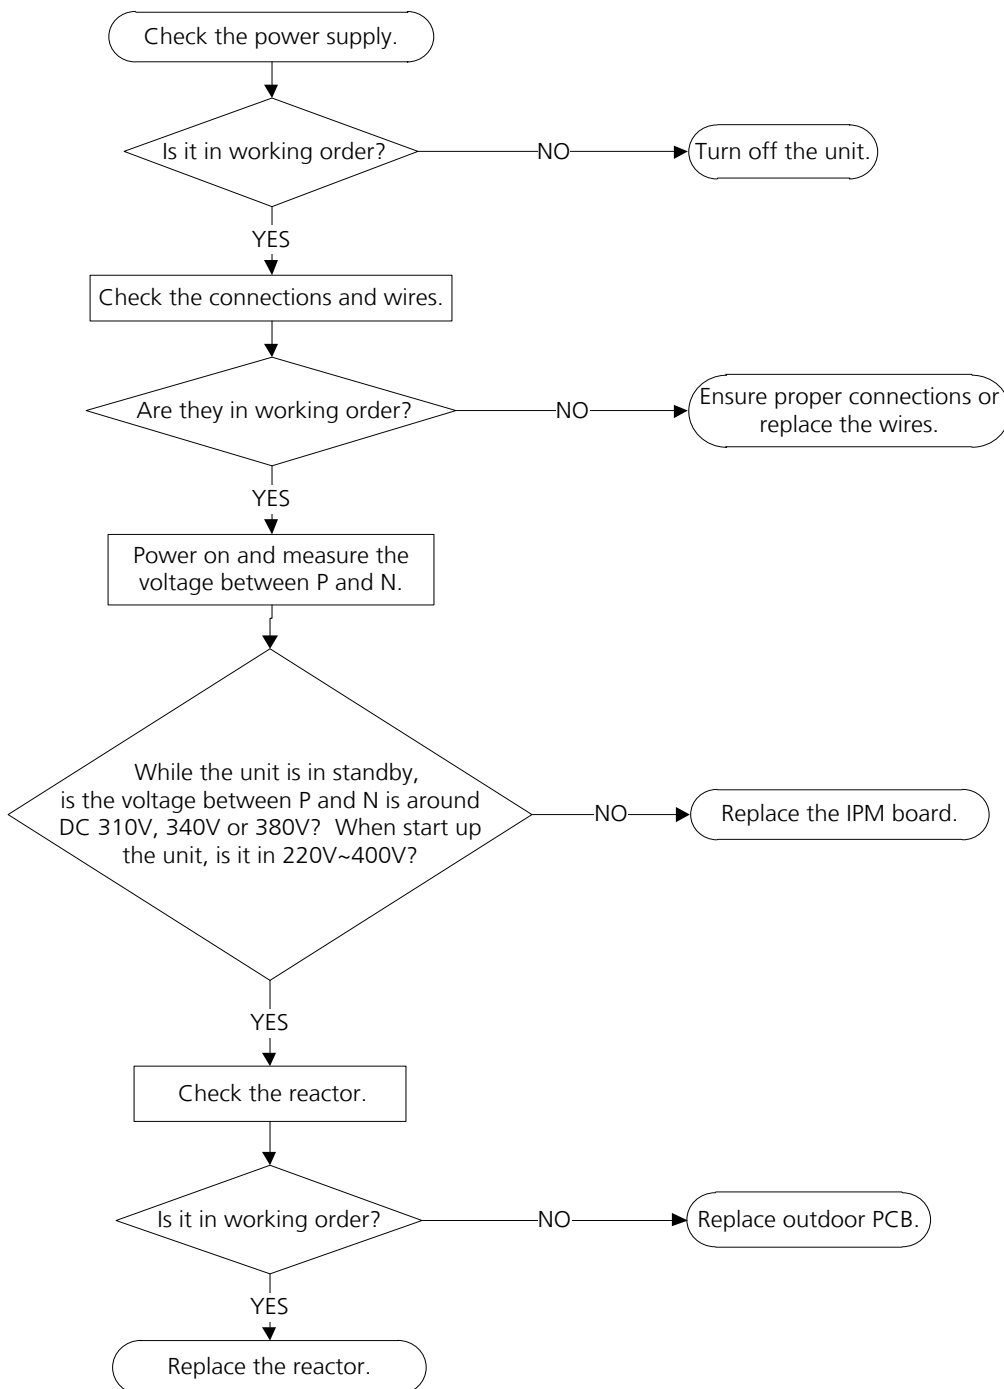 Check the power supply.
Is it in working order?
NO
Turn off the unit.
YES
Check the connections and wires.
Are they in working order?
NO
Ensure proper connections or
replace the wires.
YES
Power on and measure the
voltage between P and N.
While the unit is in standby,
is the voltage between P and N is around
DC 310V, 340V or 380V?  When start up
the unit, is it in 220V~400V?
NO
Replace the IPM board.
YES
Check the reactor.
Is it in working order?
NO
Replace outdoor PCB.
YES
Replace the reactor.